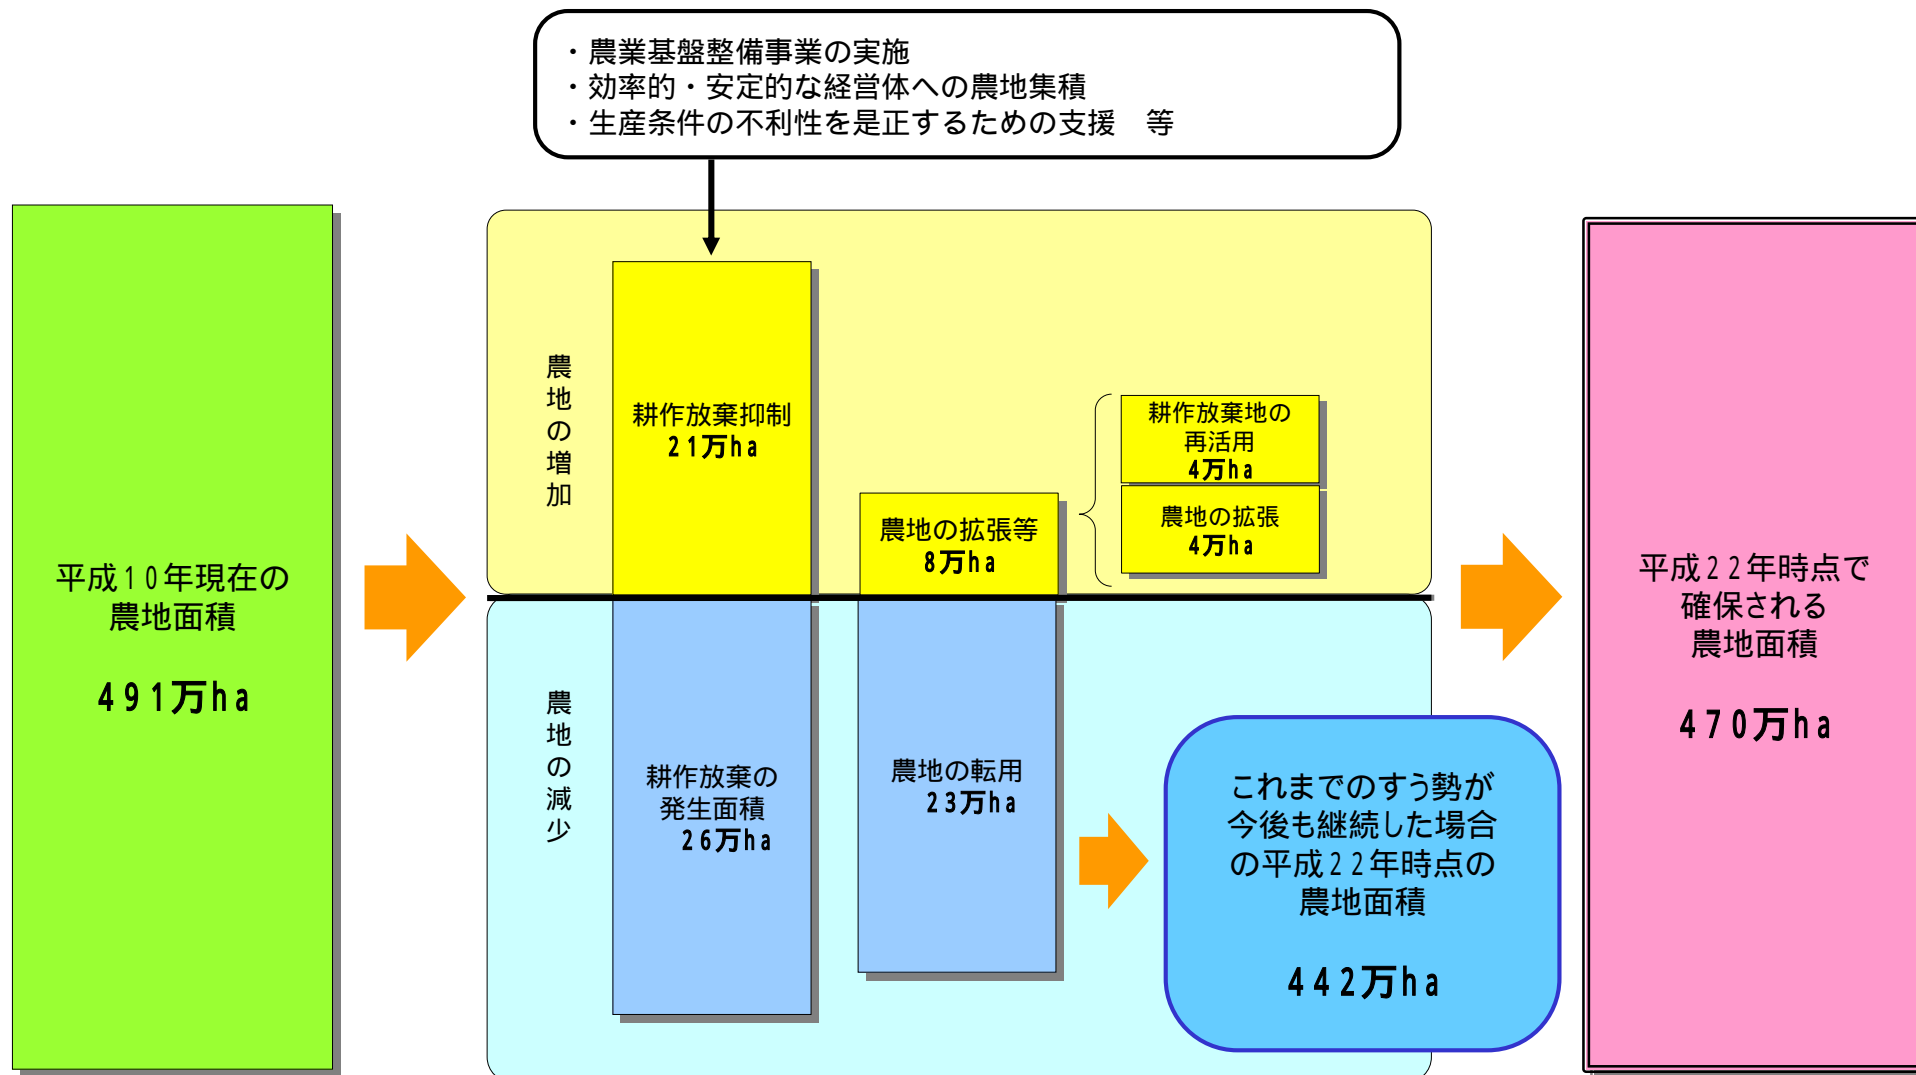 ・農業基盤整備事業の実施
・効率的・安定的な経営体への農地集積
・生産条件の不利性を是正するための支援　等
平成10年現在の
農地面積
491万ha
農地の増加
耕作放棄抑制
21万ha
農地の拡張等
8万ha
耕作放棄地の
再活用
4万ha
農地の拡張
4万ha
農地の減少
耕作放棄の
発生面積
26万ha
農地の転用
23万ha
これまでのすう勢が
今後も継続した場合
の平成22年時点の
農地面積
442万ha
平成22年時点で
確保される
農地面積
470万ha